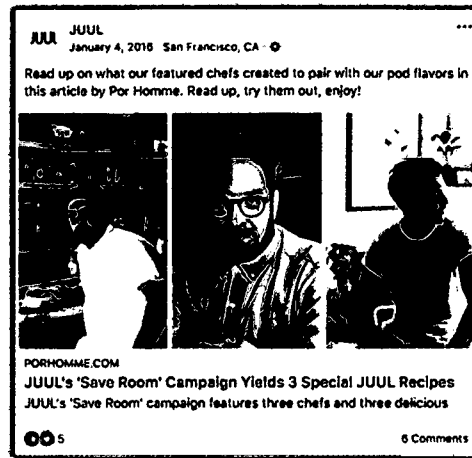 JUUL
JUUL
January 4, 2016 San Francisco, CA
Read up on what our featured chefs created to pair with our pod flavors in
this article by Por Homme. Read up, try them out, enjoy!
PORHOMME.COM
JUUL's 'Save Room' Campaign Yields 3 Special JUUL Recipes
JUUL's 'Save Room' campaign features three chefs and three delicious
5 6 Comments